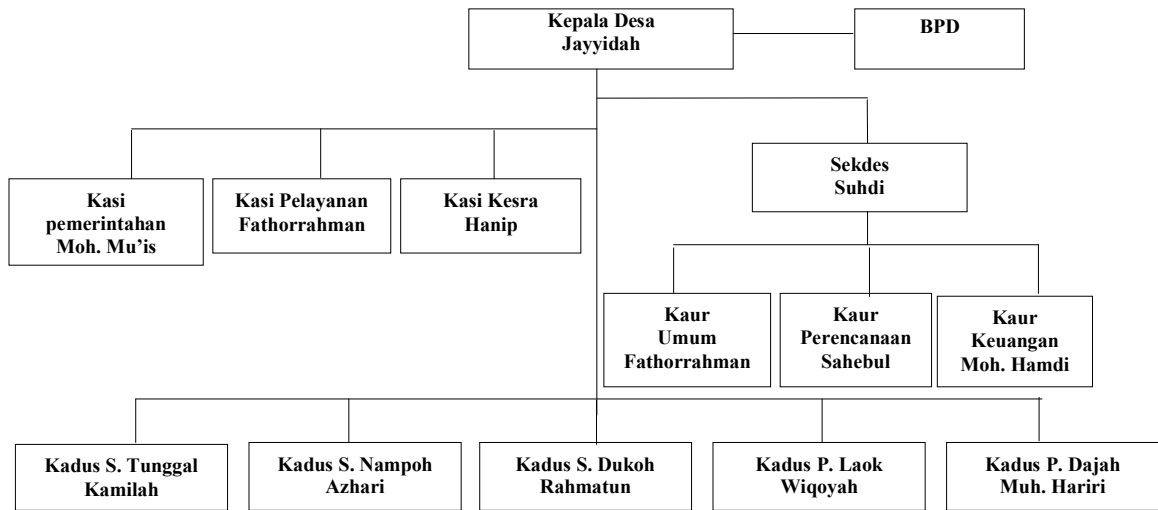 Kepala Desa
Jayyidah
BPD
Sekdes
Suhdi
Kasi
pemerintahan
Moh. Mu’is
Kasi Pelayanan
Fathorrahman
Kasi Kesra
Hanip
Kaur
Umum
Fathorrahman
Kaur
Perencanaan
Sahebul
Kaur
Keuangan
Moh. Hamdi
Kadus S. Tunggal
Kamilah
Kadus S. Nampoh
Azhari
Kadus S. Dukoh
Rahmatun
Kadus P. Laok
Wiqoyah
Kadus P. Dajah
Muh. Hariri